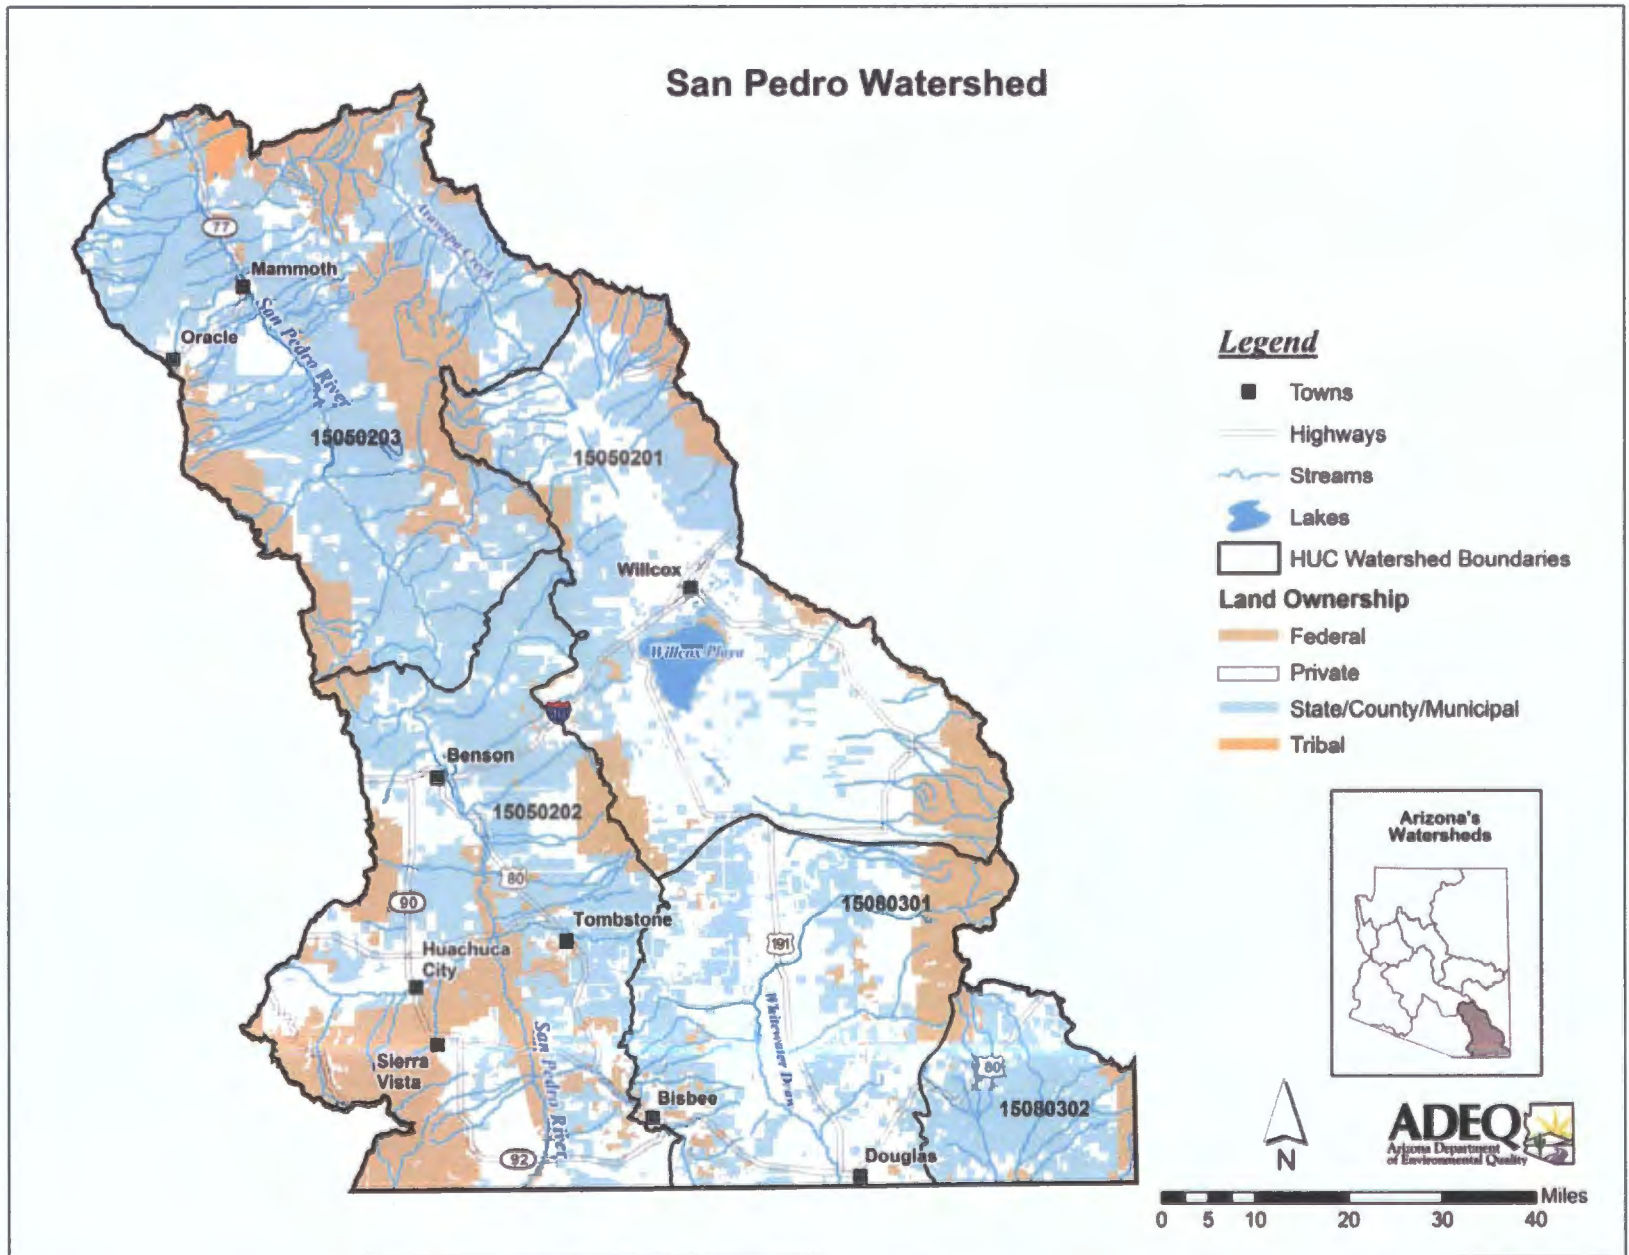 San Pedro Watershed
77
Mammoth
Aravaipa Creek
San Pedro River
Oracle
15050203
15050201
Willcox
Willcox Playa
10
Benson
15050202
80
90
Tombstone
Huachuca
City
15080301
191
Whitewater Draw
San Pedro River
Sierra
Vista
Bisbee
92
Douglas
80
15080302
Legend
Towns
Highways
Streams
Lakes
HUC Watershed Boundaries
Land Ownership
Federal
Private
State/County/Municipal
Tribal
Arizona's
Watersheds
N
ADEQ
Arizona Department
of Environmental Quality
Miles
0 5 10 20 30 40